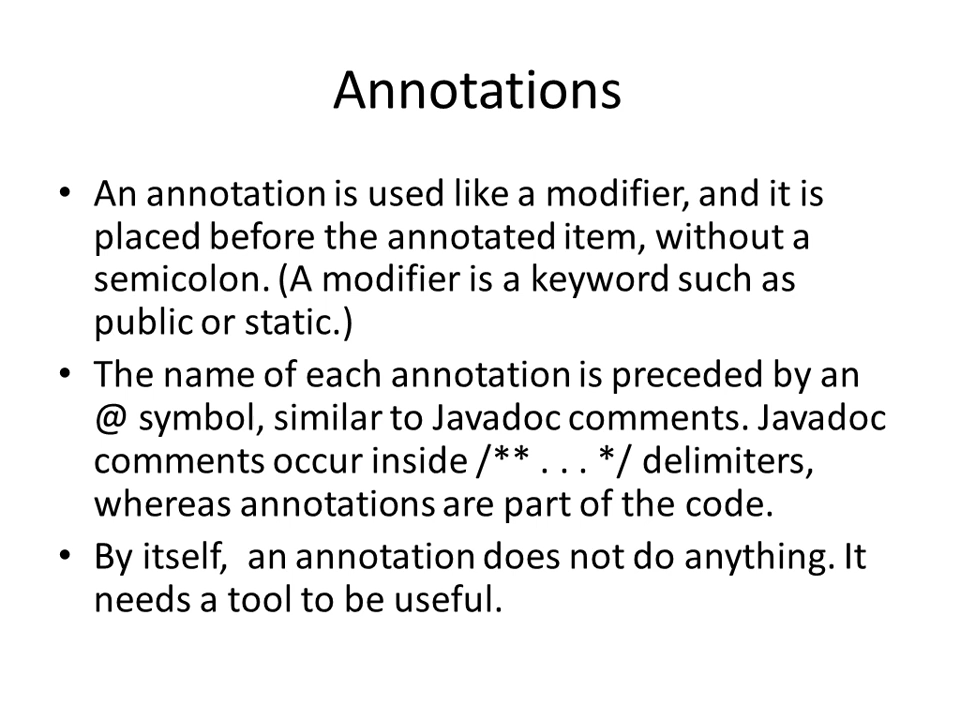 Annotations
• An annotation is used like a modifier, and it is
placed before the annotated item, without a
semicolon. (A modifier is a keyword such as
public or static.)
• The name of each annotation is preceded by an
@ symbol, similar to Javadoc comments. Javadoc
comments occur inside /** . . . */ delimiters,
whereas annotations are part of the code.
• By itself,  an annotation does not do anything. It
needs a tool to be useful.